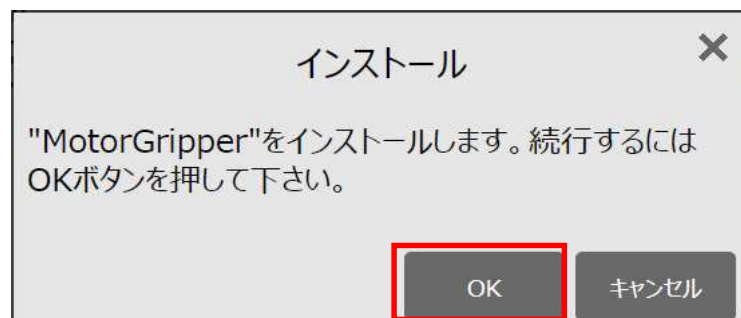 インストール
"MotorGripper"をインストールします。続行するには
OKボタンを押して下さい。
OK
キャンセル